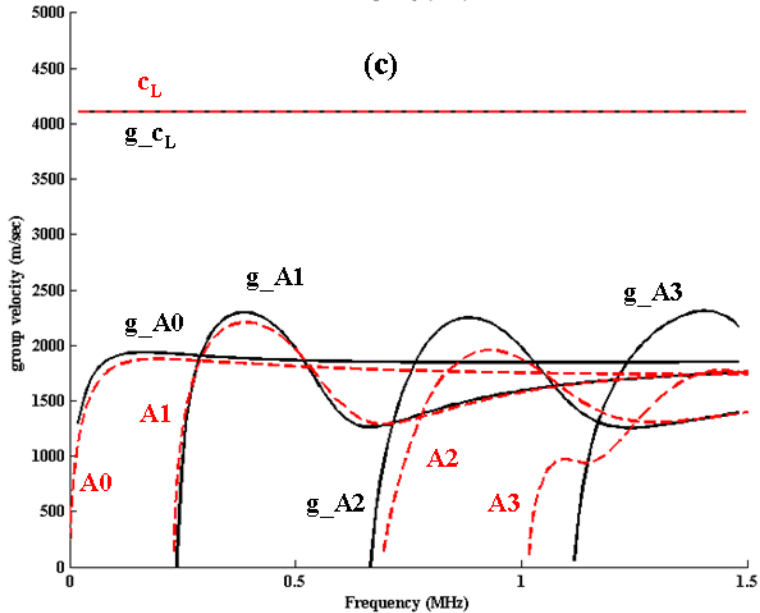 5000
(c)
4500
c_L
4000
g_c_L
3500
3000
g_A1
g_A3
2500
g_A0
2000
1500
A1
A2
1000
A0
g_A2
A3
500
0
0
0.5
1
1.5
group velocity (m/sec)
Frequency (MHz)